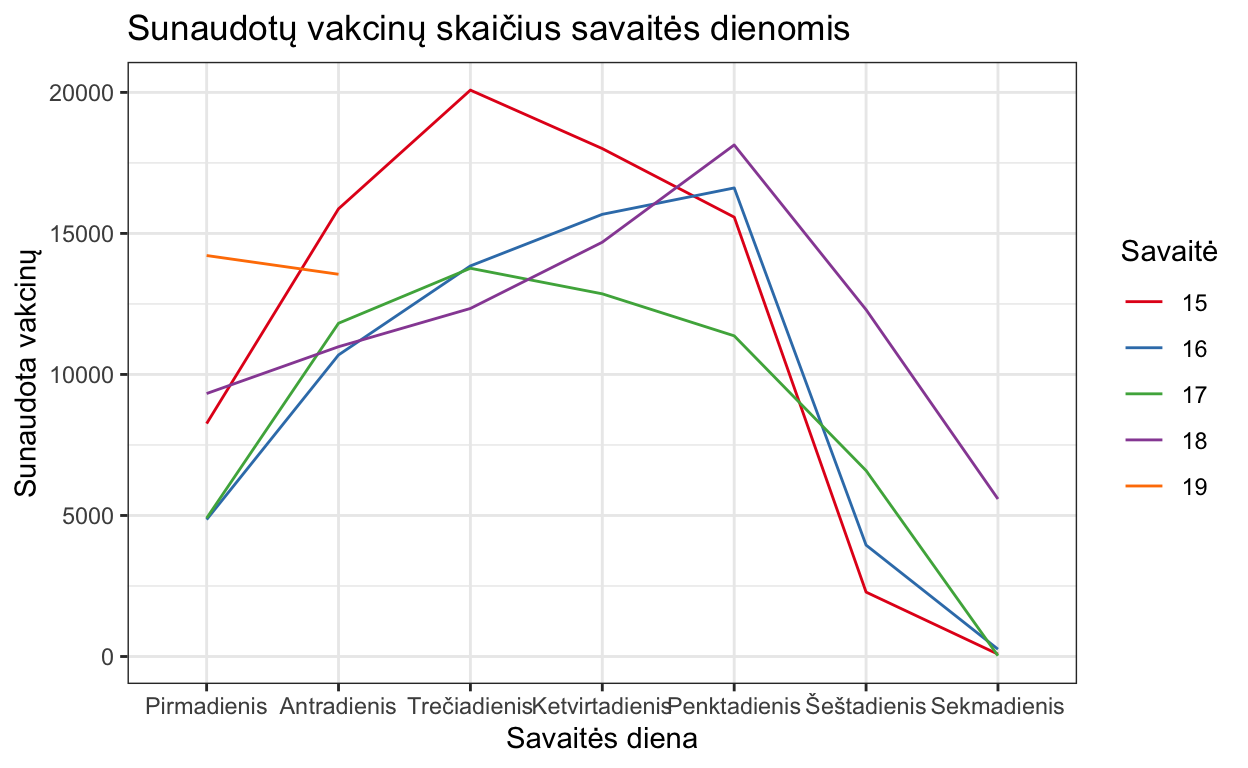 Sunaudotų vakcinų skaičius savaitės dienomis
Sunaudota vakcinų
20000
15000
10000
5000
0
Pirmadienis Antradienis Trečiadienis Ketvirtadienis Penktadienis Šeštadienis Sekmadienis
Savaitės diena
Savaitė
15
16
17
18
19